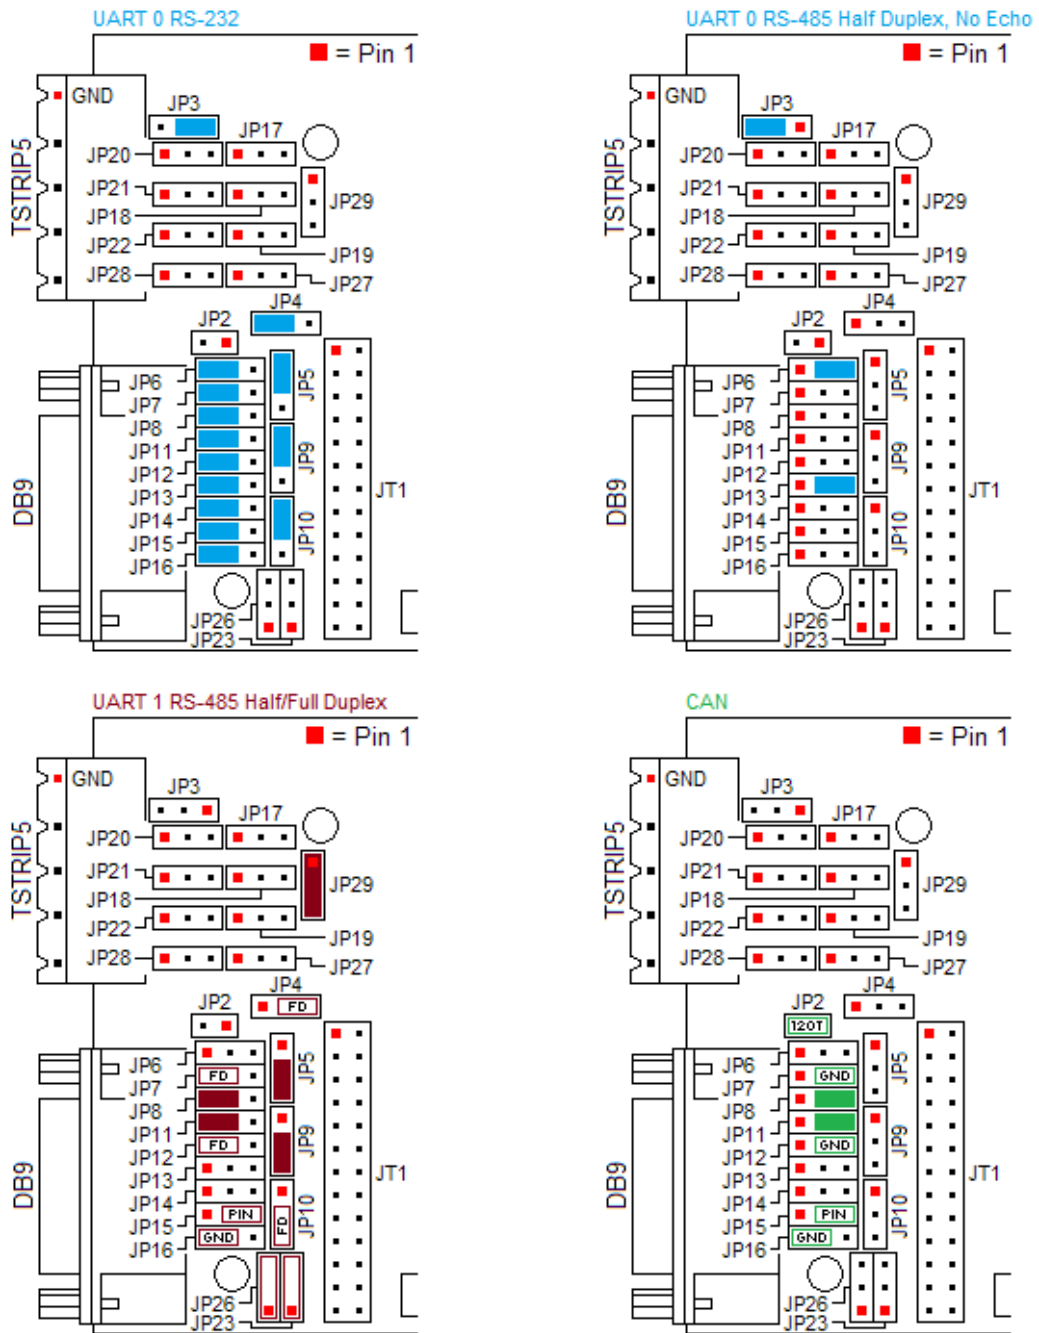 UART 0 RS-232
= Pin 1
GND
JP3
JP17
JP20
JP21
JP29
JP18
JP22
JP19
JP28
JP27
TSTRIP5
JP4
JP2
JP6
JP5
JP7
JP8
JP11
JP9
JP12
JP13
JT1
JP14
JP10
JP15
JP16
DB9
JP26
JP23
UART 0 RS-485 Half Duplex, No Echo
= Pin 1
GND
JP3
JP17
JP20
JP21
JP29
JP18
JP22
JP19
JP28
JP27
TSTRIP5
JP4
JP2
JP6
JP5
JP7
JP8
JP11
JP9
JP12
JP13
JT1
JP14
JP10
JP15
JP16
DB9
JP26
JP23
UART 1 RS-485 Half/Full Duplex
= Pin 1
GND
JP3
JP17
JP20
JP21
JP29
JP18
JP22
JP19
JP28
JP27
TSTRIP5
JP4
FD
JP2
JP6
JP5
FD
JP7
JP8
JP11
JP9
FD
JP12
JP13
JT1
JP14
JP10
PIN
FD
JP15
GND
JP16
DB9
JP26
JP23
CAN
= Pin 1
GND
JP3
JP17
JP20
JP21
JP29
JP18
JP22
JP19
JP28
JP27
TSTRIP5
JP4
JP2
120T
JP6
JP5
GND
JP7
JP8
JP11
JP9
GND
JP12
JP13
JT1
JP14
JP10
PIN
JP15
GND
JP16
DB9
JP26
JP23